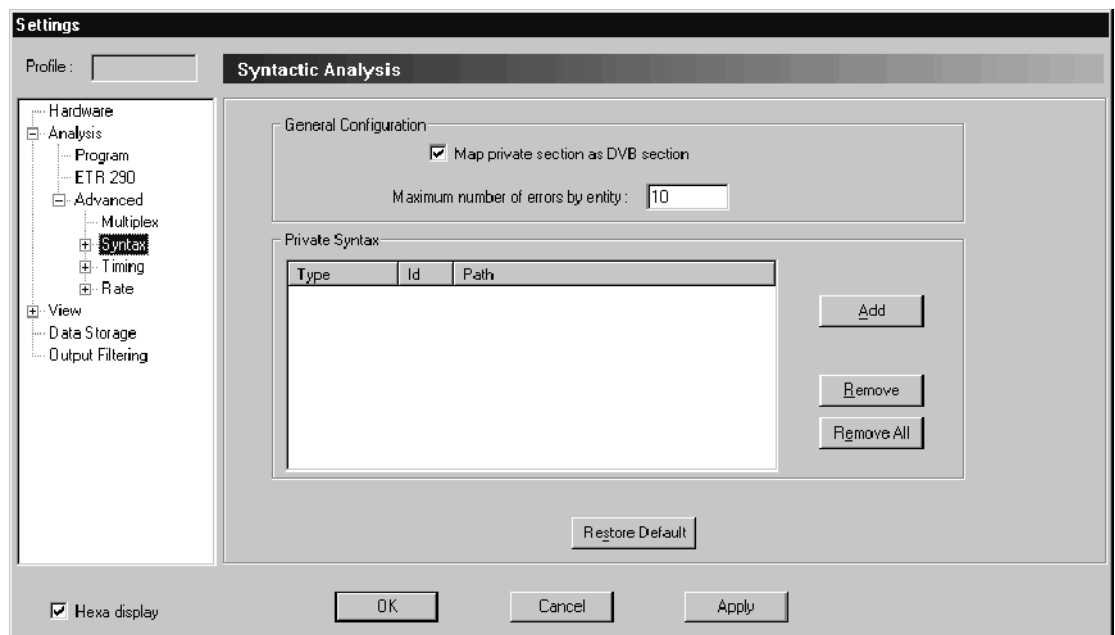 Settings
Profile :
Syntactic Analysis
Hardware
Analysis
Program
ETR 290
Advanced
Multiplex
Syntax
Timing
Rate
View
Data Storage
Output Filtering
General Configuration
Map private section as DVB section
Maximum number of errors by entity : 10
Private Syntax
Type Id Path
Add
Remove
Remove All
Restore Default
Hexa display
OK Cancel Apply